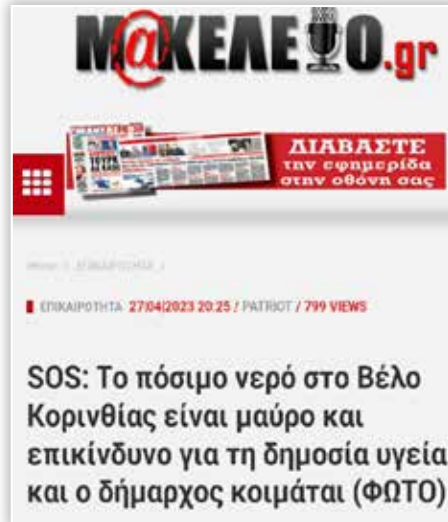 M@ΚΕΛΕΙΟ.gr
ΔΙΑΒΑΣΤΕ
την εφημερίδα
στην οθόνη σας
ΕΠΙΚΑΙΡΟΤΗΤΑ 27|04|2023 20:25 / PATRIOT / 799 VIEWS
SOS: Το πόσιμο νερό στο Βέλο
Κορινθίας είναι μαύρο και
επικίνδυνο για τη δημοσία υγεία
και ο δήμαρχος κοιμάται (ΦΩΤΟ)